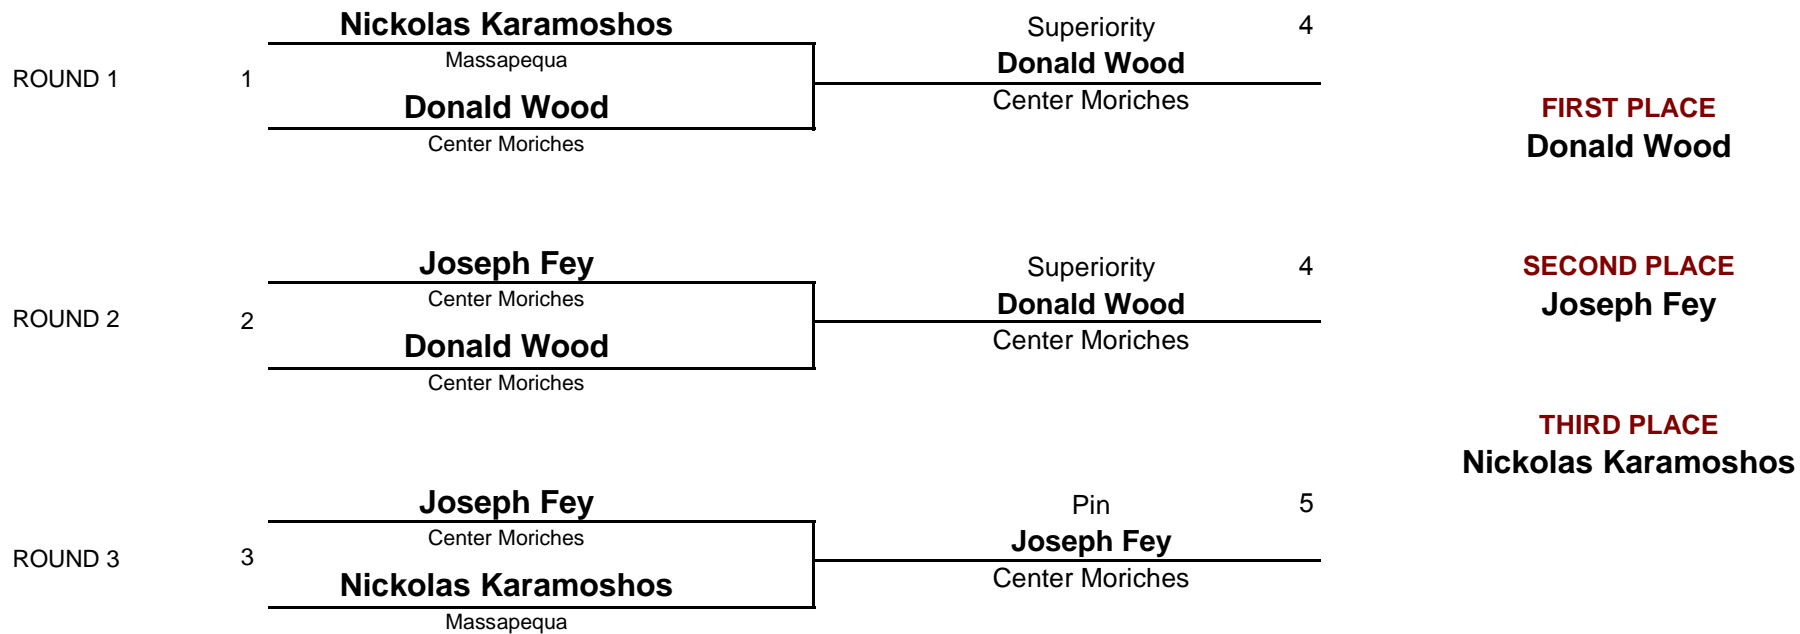 Nickolas Karamoshos
Massapequa
ROUND 1
1
Donald Wood
Center Moriches
Superiority 4
Donald Wood
Center Moriches
FIRST PLACE
Donald Wood
Joseph Fey
Center Moriches
ROUND 2
2
Donald Wood
Center Moriches
Superiority 4
Donald Wood
Center Moriches
SECOND PLACE
Joseph Fey
THIRD PLACE
Nickolas Karamoshos
Joseph Fey
Center Moriches
ROUND 3
3
Nickolas Karamoshos
Massapequa
Pin 5
Joseph Fey
Center Moriches